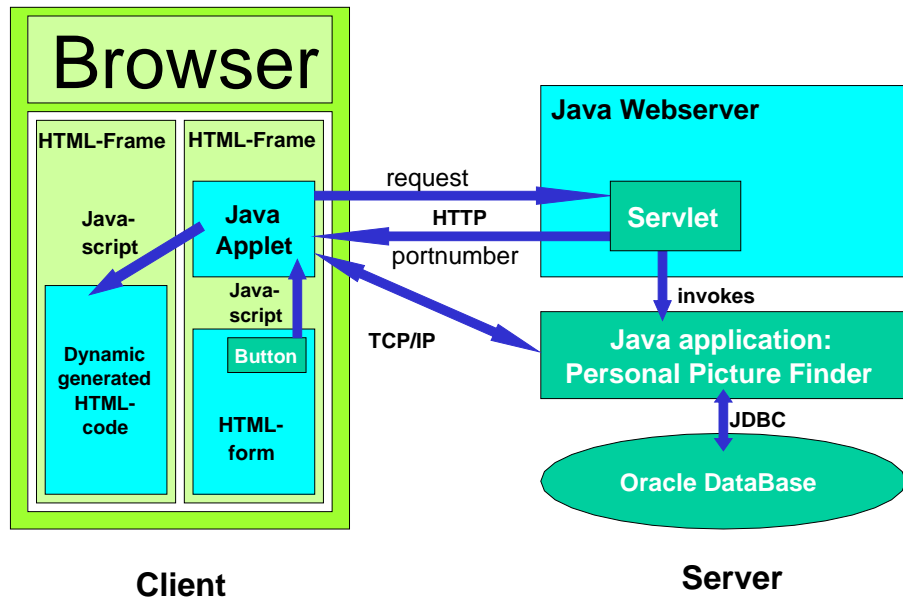 Browser
HTML-Frame
Java-
script
Dynamic
generated
HTML-
code
HTML-Frame
Java
Applet
Java-
script
Button
HTML-
form
request
HTTP
portnumber
TCP/IP
Java Webserver
Servlet
invokes
Java application:
Personal Picture Finder
JDBC
Oracle DataBase
Client
Server